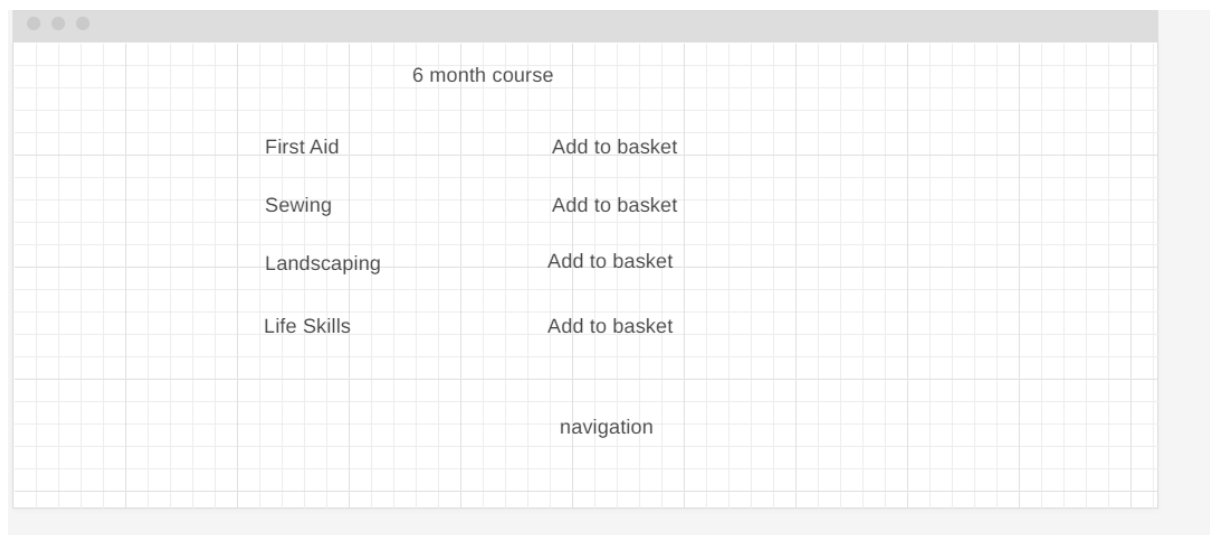 6 month course
First Aid Add to basket
Sewing Add to basket
Landscaping Add to basket
Life Skills Add to basket
navigation